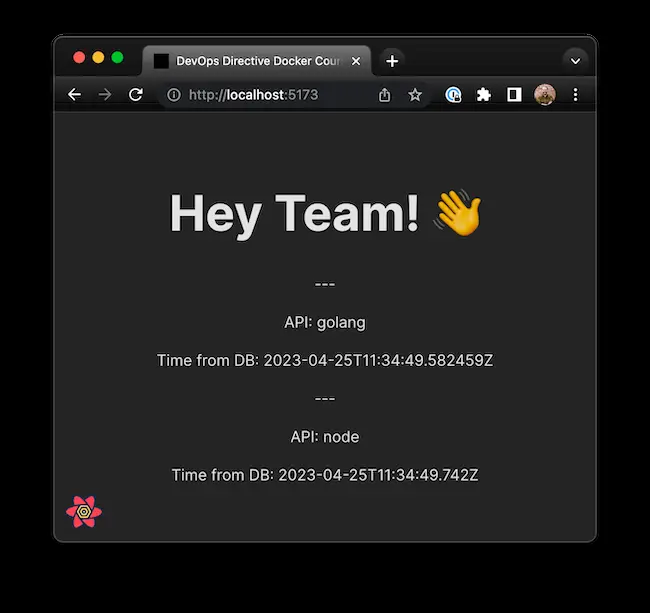 DevOps Directive Docker Cour
http://localhost:5173
Hey Team! 👋
---
API: golang
Time from DB: 2023-04-25T11:34:49.582459Z
---
API: node
Time from DB: 2023-04-25T11:34:49.742Z